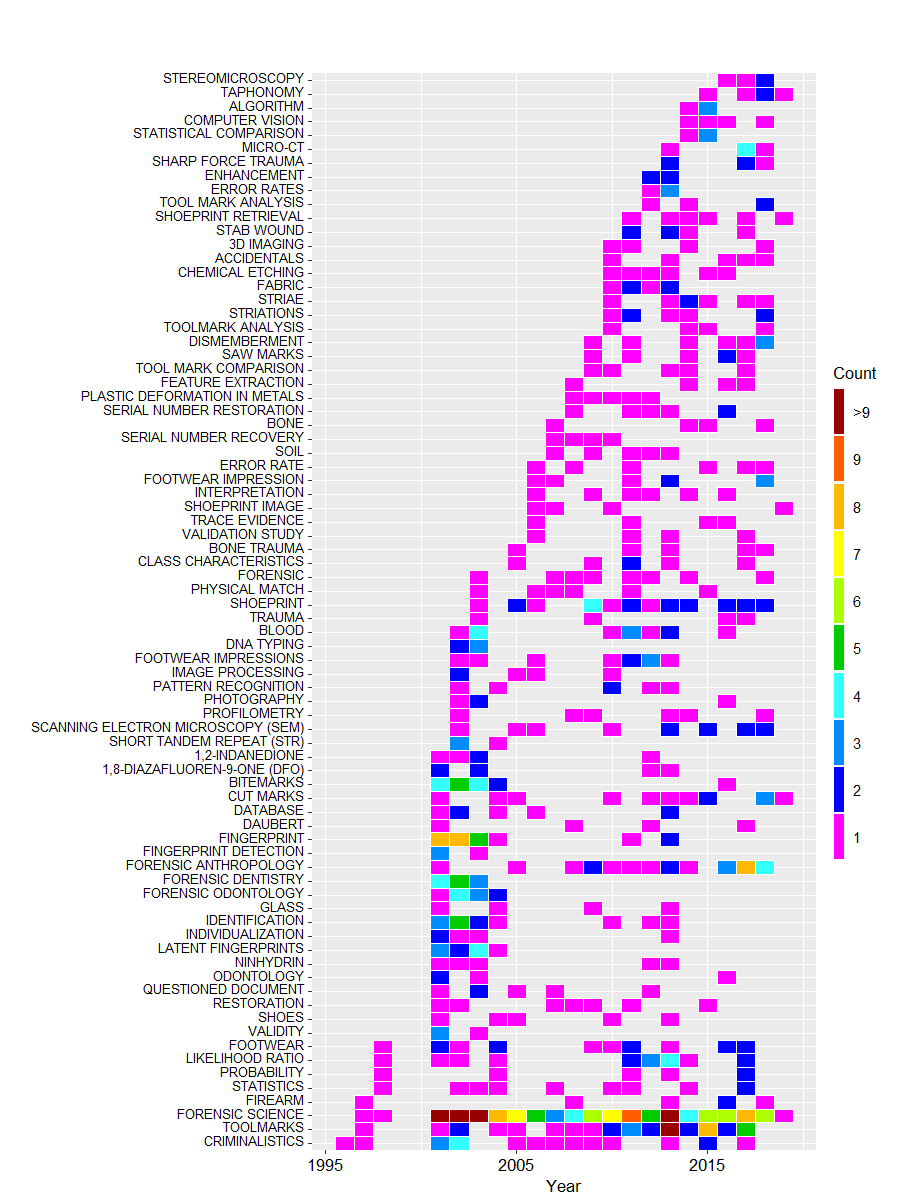 STEREOMICROSCOPY
TAPHONOMY
ALGORITHM
COMPUTER VISION
STATISTICAL COMPARISON
MICRO-CT
SHARP FORCE TRAUMA
ENHANCEMENT
ERROR RATES
TOOL MARK ANALYSIS
SHOEPRINT RETRIEVAL
STAB WOUND
3D IMAGING
ACCIDENTALS
CHEMICAL ETCHING
FABRIC
STRIAE
STRIATIONS
TOOLMARK ANALYSIS
DISMEMBERMENT
SAW MARKS
TOOL MARK COMPARISON
FEATURE EXTRACTION
PLASTIC DEFORMATION IN METALS
SERIAL NUMBER RESTORATION
BONE
SERIAL NUMBER RECOVERY
SOIL
ERROR RATE
FOOTWEAR IMPRESSION
INTERPRETATION
SHOEPRINT IMAGE
TRACE EVIDENCE
VALIDATION STUDY
BONE TRAUMA
CLASS CHARACTERISTICS
FORENSIC
PHYSICAL MATCH
SHOEPRINT
TRAUMA
BLOOD
DNA TYPING
FOOTWEAR IMPRESSIONS
IMAGE PROCESSING
PATTERN RECOGNITION
PHOTOGRAPHY
PROFILOMETRY
SCANNING ELECTRON MICROSCOPY (SEM)
SHORT TANDEM REPEAT (STR)
1,2-INDANEDIONE
1,8-DIAZAFLUOREN-9-ONE (DFO)
BITEMARKS
CUT MARKS
DATABASE
DAUBERT
FINGERPRINT
FINGERPRINT DETECTION
FORENSIC ANTHROPOLOGY
FORENSIC DENTISTRY
FORENSIC ODONTOLOGY
GLASS
IDENTIFICATION
INDIVIDUALIZATION
LATENT FINGERPRINTS
NINHYDRIN
ODONTOLOGY
QUESTIONED DOCUMENT
RESTORATION
SHOES
VALIDITY
FOOTWEAR
LIKELIHOOD RATIO
PROBABILITY
STATISTICS
FIREARM
FORENSIC SCIENCE
TOOLMARKS
CRIMINALISTICS
1995 2005 2015
Year
Count
>9
9
8
7
6
5
4
3
2
1